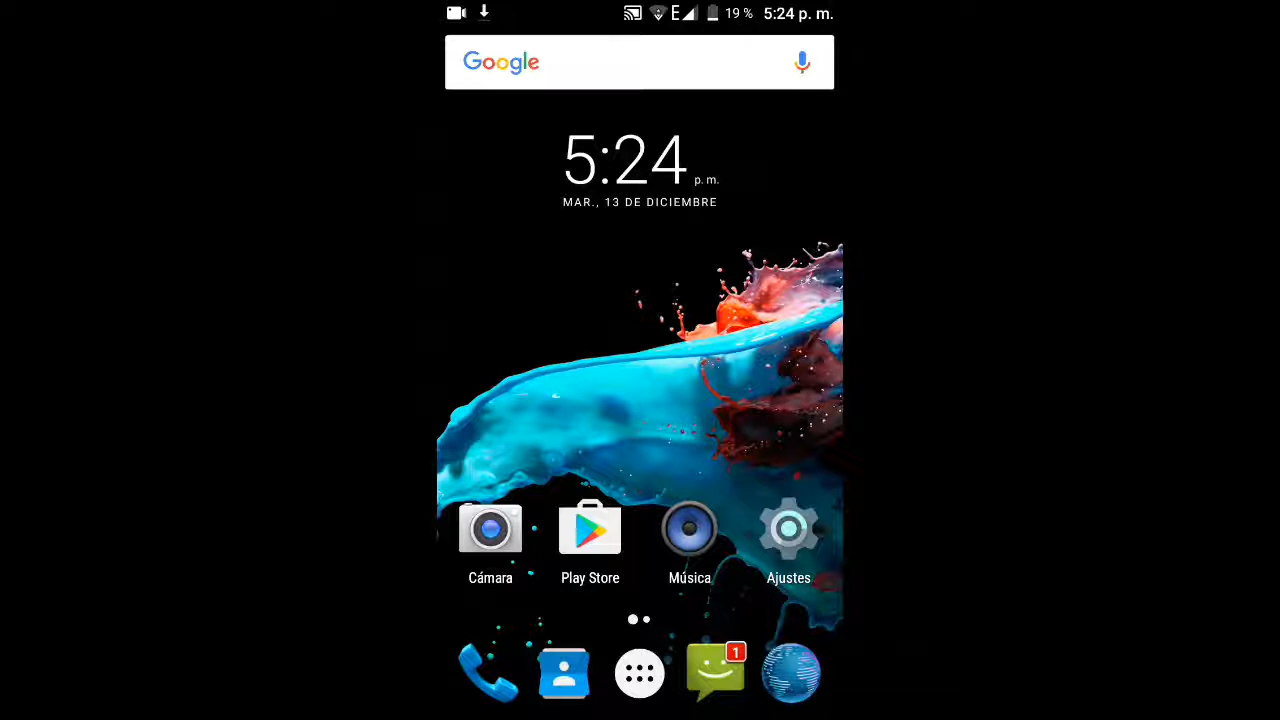 E 19 % 5:24 p. m.
Google
5:24 p. m.
MAR., 13 DE DICIEMBRE
Cámara Play Store Música Ajustes
1